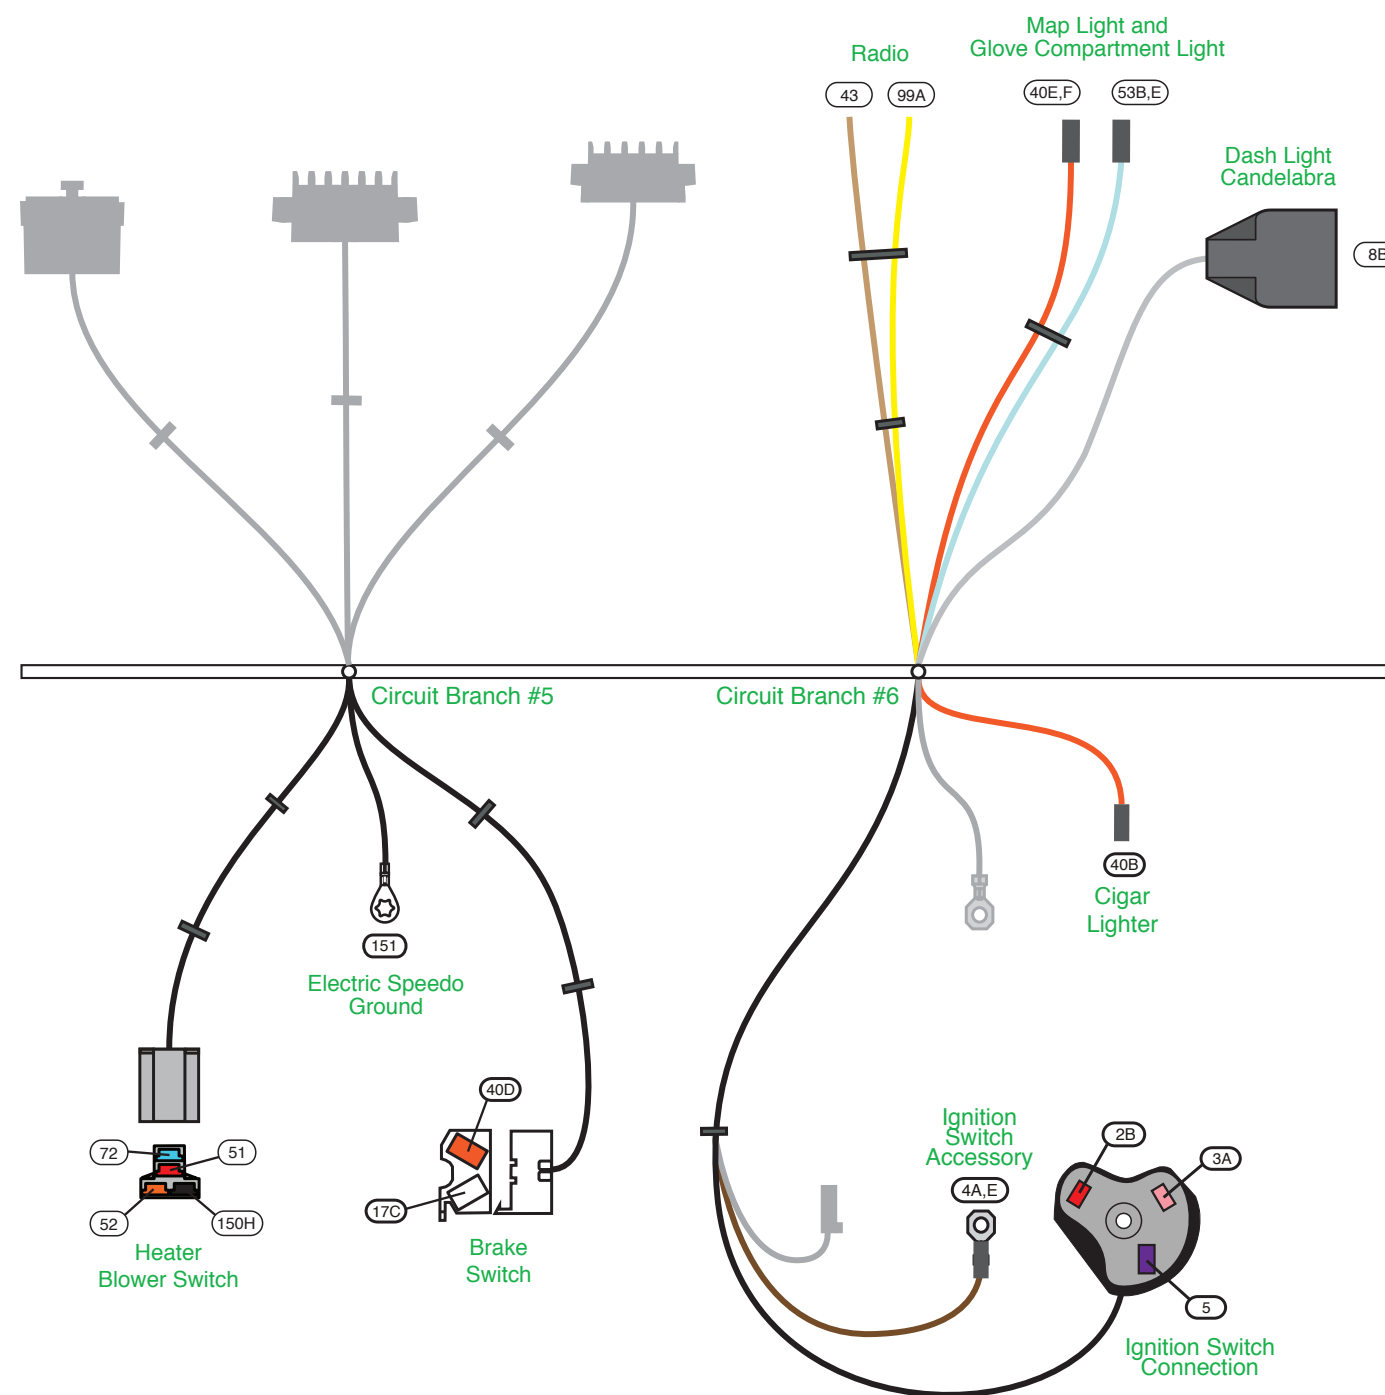 Radio
43
99A
Map Light and
Glove Compartment Light
40E,F
53B,E
Dash Light
Candelabra
Circuit Branch #5
Circuit Branch #6
40B
Cigar
Lighter
151
Electric Speedo
Ground
72
51
52
150H
Heater
Blower Switch
40D
17C
Brake
Switch
Ignition
Switch
Accessory
4A,E
2B
3A
5
Ignition Switch
Connection